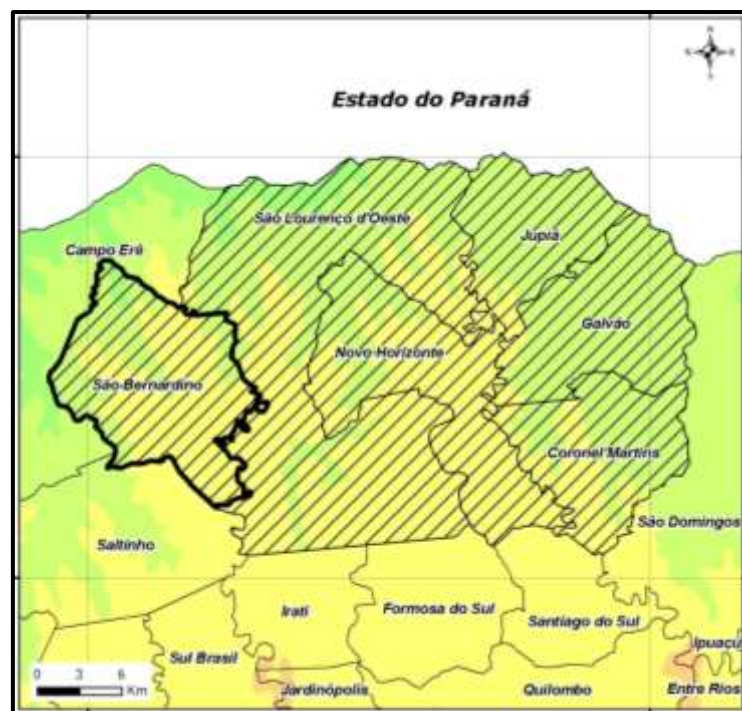 Estado do Paraná
São Lourenço d'Oeste
Jupiá
Campo Erê
Galvão
Novo Horizonte
São Bernardino
Coronel Martins
São Domingos
Saltinho
Irati
Formosa do Sul
Santiago do Sul
Ipuaçu
Sul Brasil
Jardinópolis
Quilombo
Entre Rios
0 3 6
Km